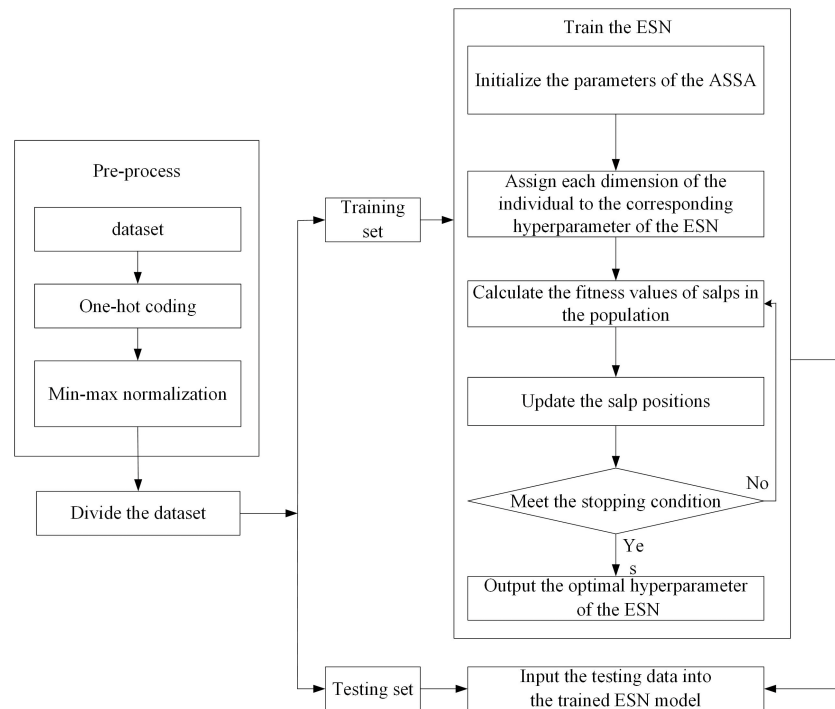 Pre-process
dataset
One-hot coding
Min-max normalization
Divide the dataset
Training
set
Testing set
Train the ESN
Initialize the parameters of the ASSA
Assign each dimension of the
individual to the corresponding
hyperparameter of the ESN
Calculate the fitness values of salps in
the population
Update the salp positions
Meet the stopping condition
No
Ye
s
Output the optimal hyperparameter
of the ESN
Input the testing data into
the trained ESN model